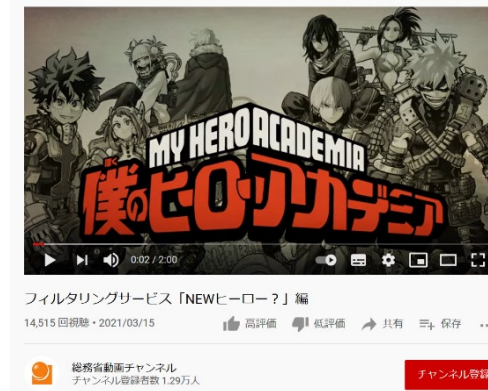 MY HERO ACADEMIA
僕のヒーローアカデミア
ぼく
0:02 / 2:00
フィルタリングサービス「NEWヒーロー？」編
14,515 回視聴・2021/03/15
高評価 低評価 共有 保存 ...
総務省動画チャンネル
チャンネル登録者数 1.29万人
チャンネル登録